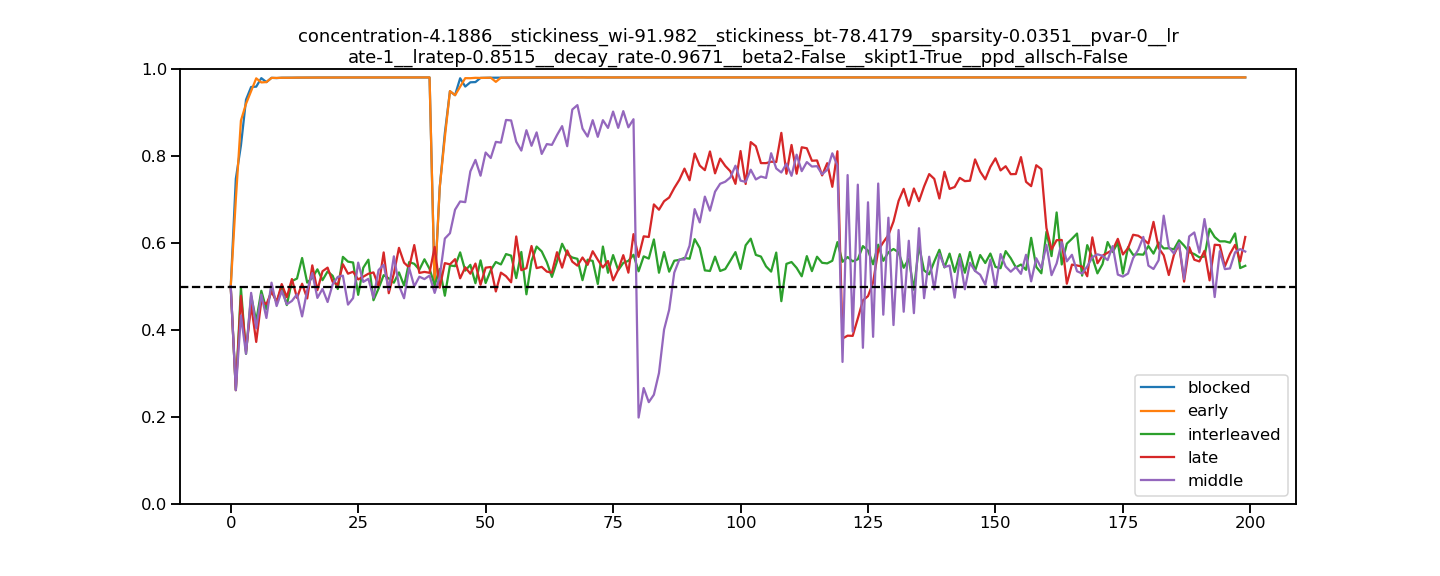 concentration-4.1886__stickiness_wi-91.982__stickiness_bt-78.4179__sparsity-0.0351__pvar-0__lr
ate-1__lratep-0.8515__decay_rate-0.9671__beta2-False__skipt1-True__ppd_allsch-False
1.0
0.8
0.6
0.4
0.2
0.0
0 25 50 75 100 125 150 175 200
blocked
early
interleaved
late
middle